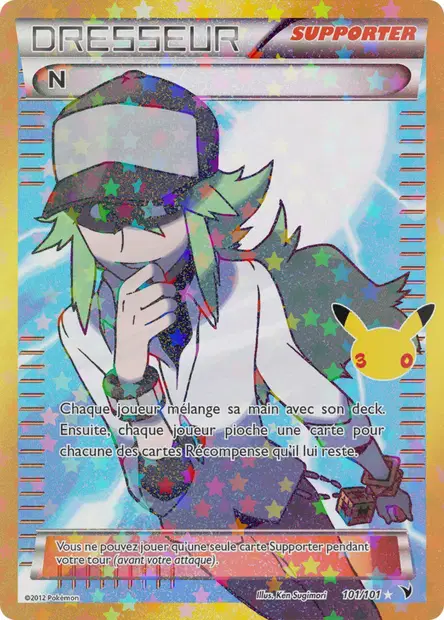 DRESSEUR SUPPORTER
N
30
Chaque joueur mélange sa main avec son deck.
Ensuite, chaque joueur pioche une carte pour
chacune des cartes Récompense qu'il lui reste.
Vous ne pouvez jouer qu'une seule carte Supporter pendant
votre tour (avant votre attaque).
©2012 Pokémon Illus. Ken Sugimori 101/101